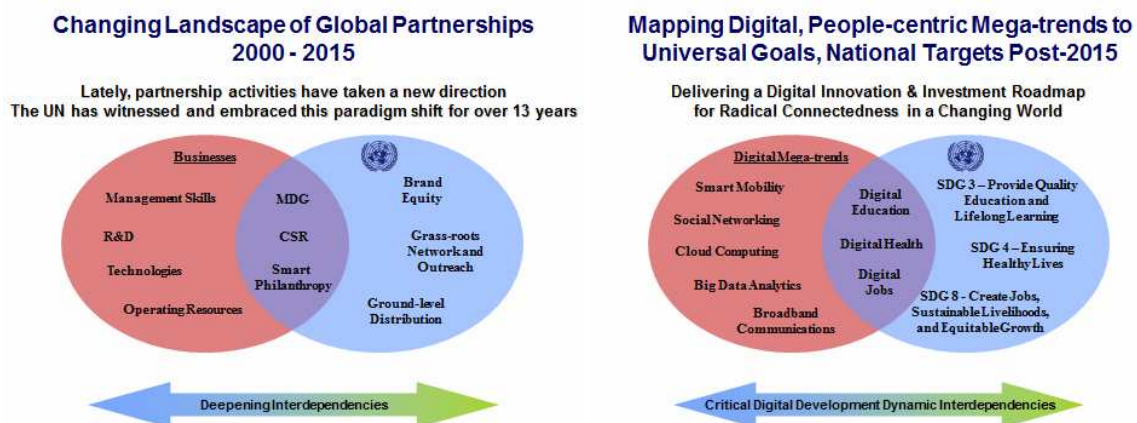 Changing Landscape of Global Partnerships
2000 - 2015
Lately, partnership activities have taken a new direction
The UN has witnessed and embraced this paradigm shift for over 13 years
Businesses
Management Skills
R&D
Technologies
Operating Resources
MDG
CSR
Smart
Philanthropy
Brand
Equity
Grass-roots
Network and
Outreach
Ground-level
Distribution
Deepening Interdependencies
Mapping Digital, People-centric Mega-trends to
Universal Goals, National Targets Post-2015
Delivering a Digital Innovation & Investment Roadmap
for Radical Connectedness in a Changing World
Digital Mega-trends
Smart Mobility
Social Networking
Cloud Computing
Big Data Analytics
Broadband
Communications
Digital
Education
Digital Health
Digital
Jobs
SDG 3 – Provide Quality
Education and
Lifelong Learning
SDG 4 – Ensuring
Healthy Lives
SDG 8 - Create Jobs,
Sustainable Livelihoods,
and Equitable Growth
Critical Digital Development Dynamic Interdependencies